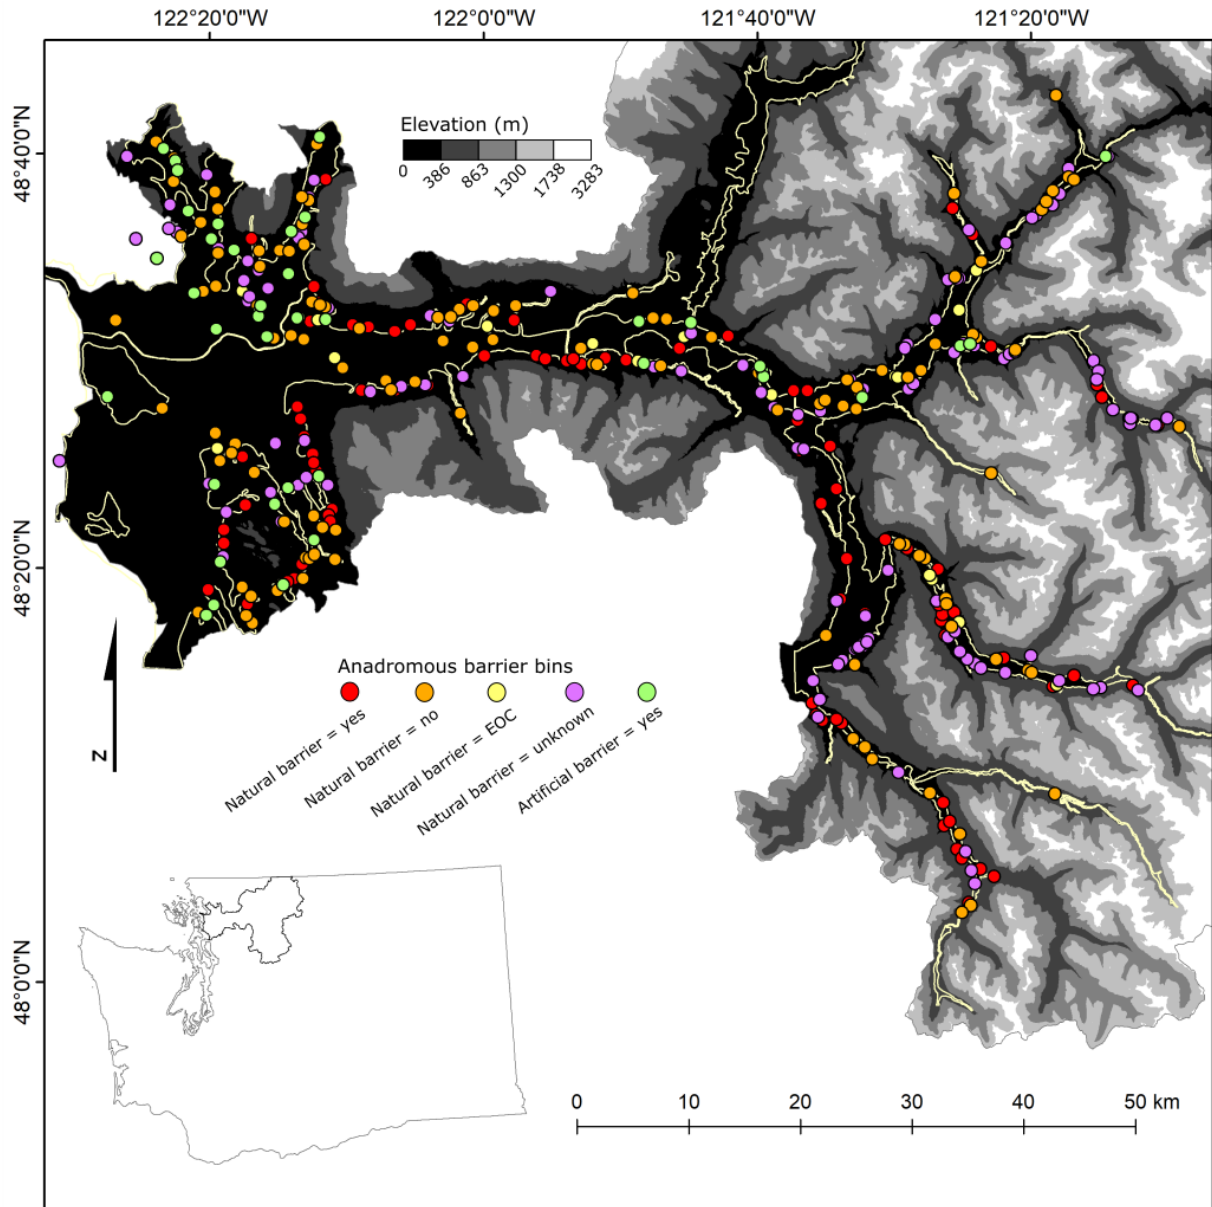 122°20'0"W 122°0'0"W 121°40'0"W 121°20'0"W
48°40'0"N
48°20'0"N
48°0'0"N
Elevation (m)
0 386 863 1300 1738 3283
Anadromous barrier bins
Natural barrier = yes
Natural barrier = no
Natural barrier = EOC
Natural barrier = unknown
Artificial barrier = yes
N
0 10 20 30 40 50 km